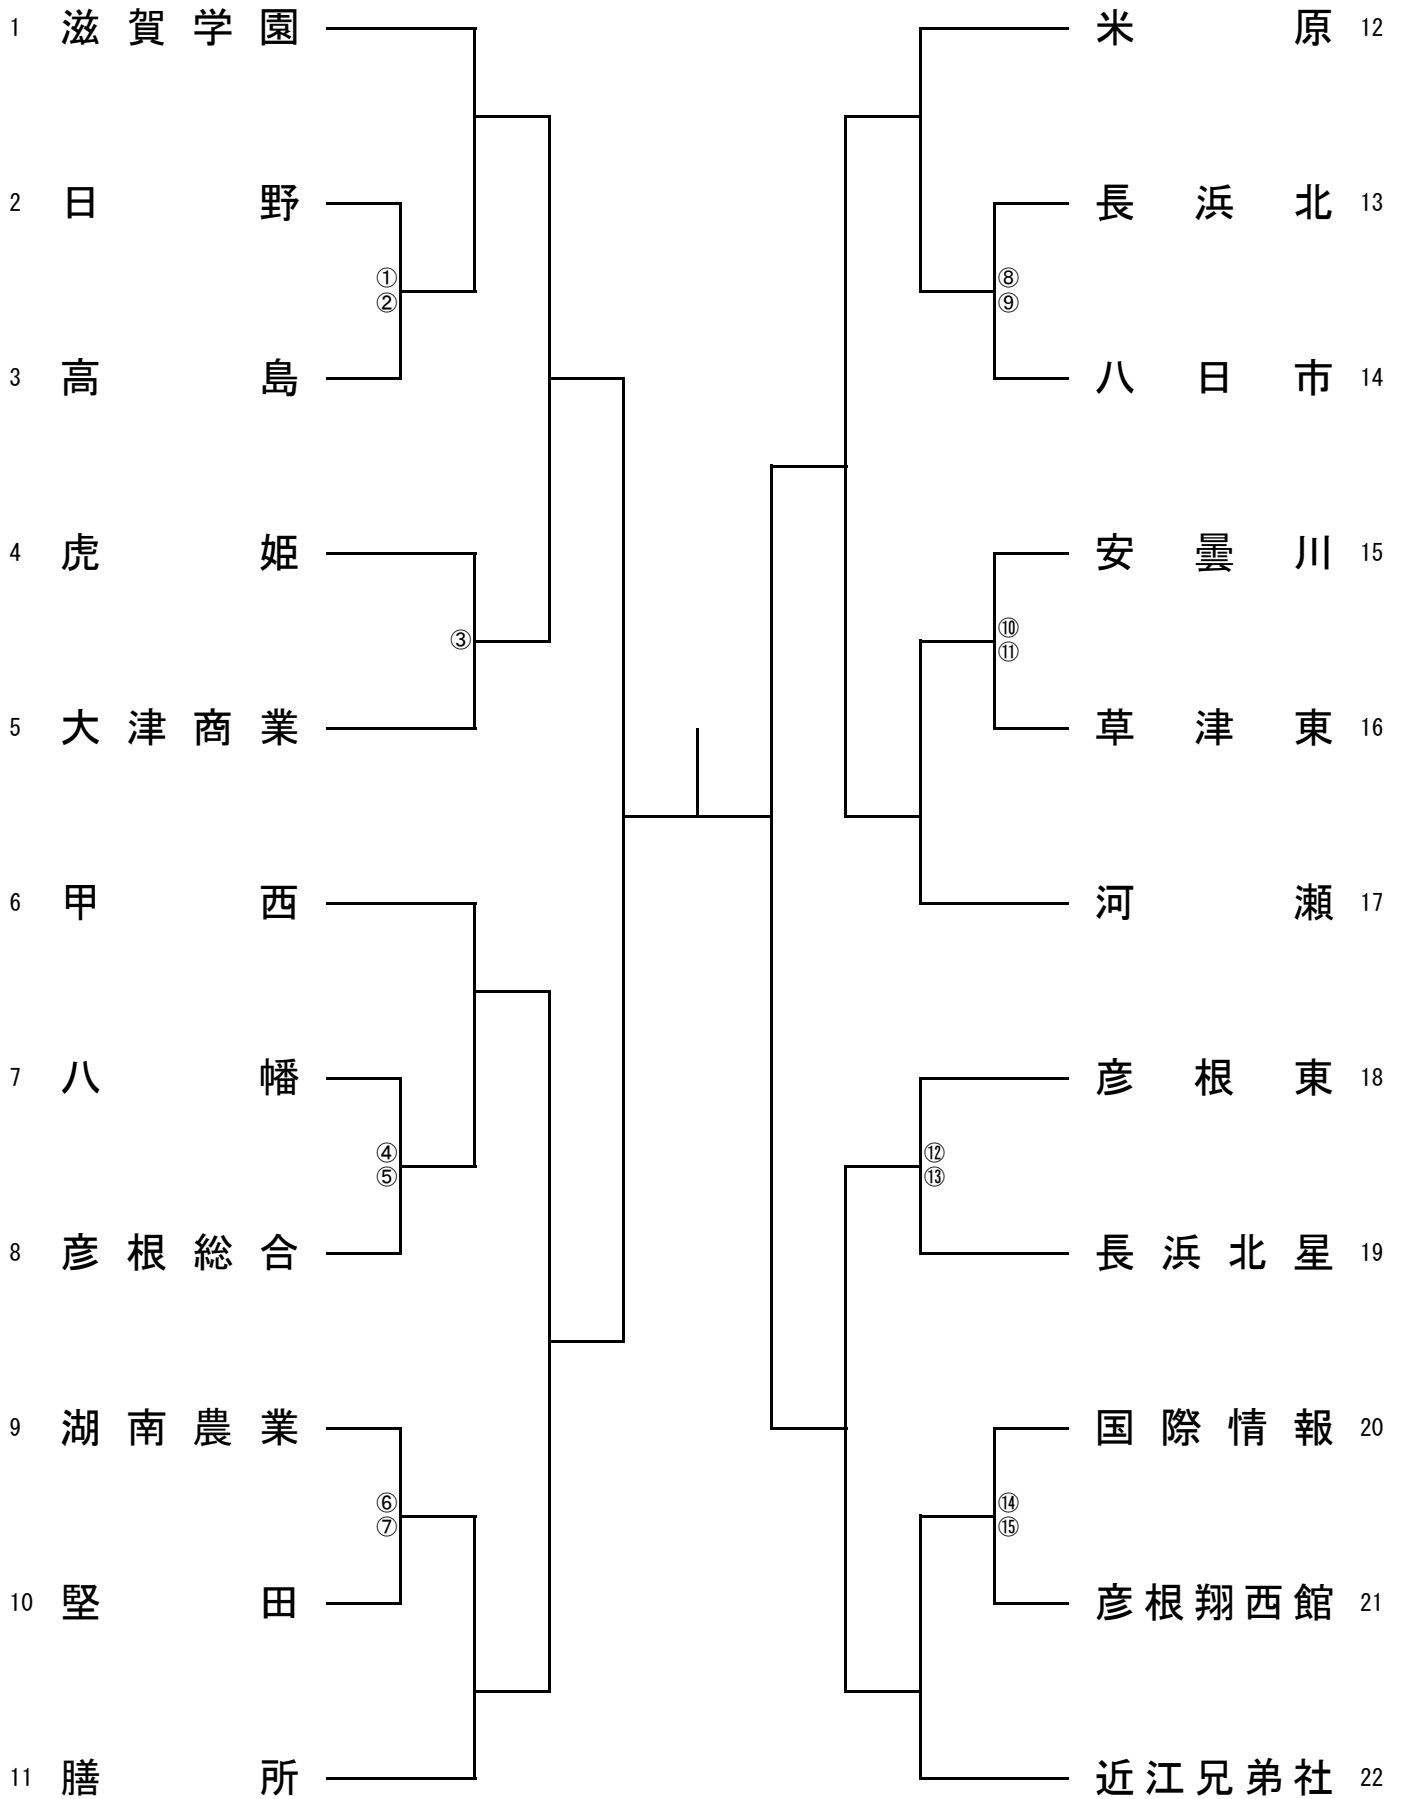 1 滋賀学園
2 日野
①
②
3 高島
4 虎姫
③
5 大津商業
6 甲西
7 八幡
④
⑤
8 彦根総合
9 湖南農業
⑥
⑦
10 堅田
11 膳所
米原 12
長浜北 13
⑧
⑨
八日市 14
安曇川 15
⑩
⑪
草津東 16
河瀬 17
彦根東 18
⑫
⑬
長浜北星 19
国際情報 20
⑭
⑮
彦根翔西館 21
近江兄弟社 22